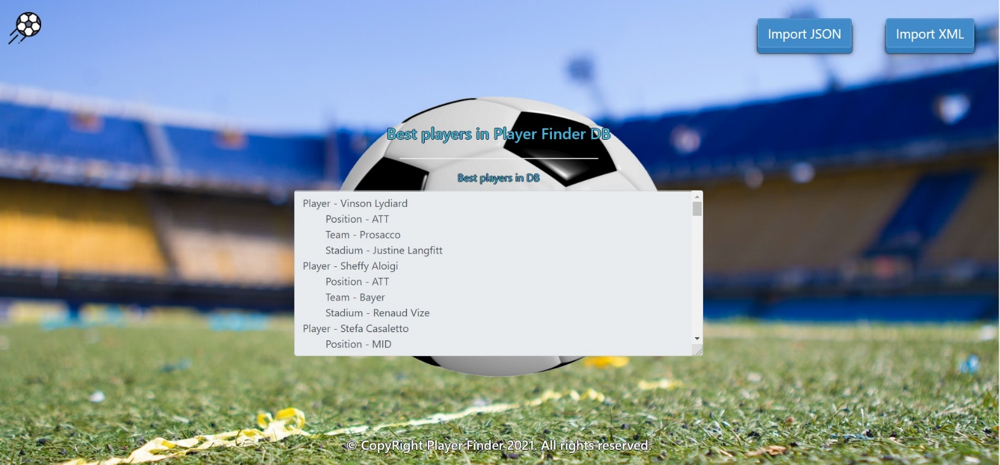 Import JSON
Import XML
Best players in Player Finder DB
Best players in DB
Player - Vinson Lydiard
Position - ATT
Team - Prosacco
Stadium - Justine Langfitt
Player - Sheffy Aloigi
Position - ATT
Team - Bayer
Stadium - Renaud Vize
Player - Stefa Casaletto
Position - MID
© CopyRight Player Finder 2021. All rights reserved.